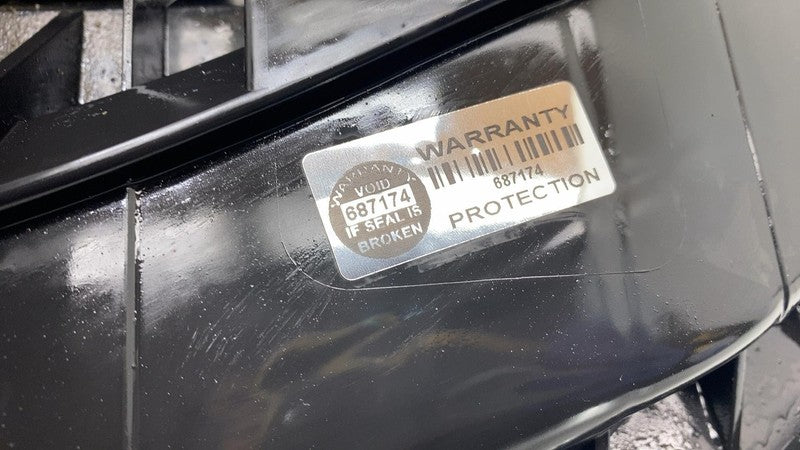 WARRANTY
VOID
687174
IF SEAL IS
BROKEN
WARRANTY
687174
PROTECTION